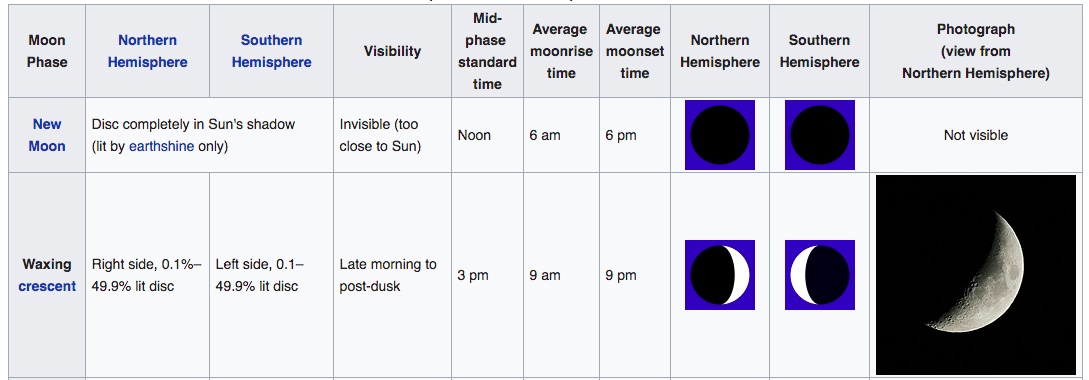 Moon
Phase
Northern
Hemisphere
Southern
Hemisphere
Visibility
Mid-
phase
standard
time
Average
moonrise
time
Average
moonset
time
Northern
Hemisphere
Southern
Hemisphere
Photograph
(view from
Northern Hemisphere)
New
Moon
Disc completely in Sun's shadow
(lit by earthshine only)
Invisible (too
close to Sun)
Noon
6 am
6 pm
Not visible
Waxing
crescent
Right side, 0.1%–
49.9% lit disc
Left side, 0.1–
49.9% lit disc
Late morning to
post-dusk
3 pm
9 am
9 pm